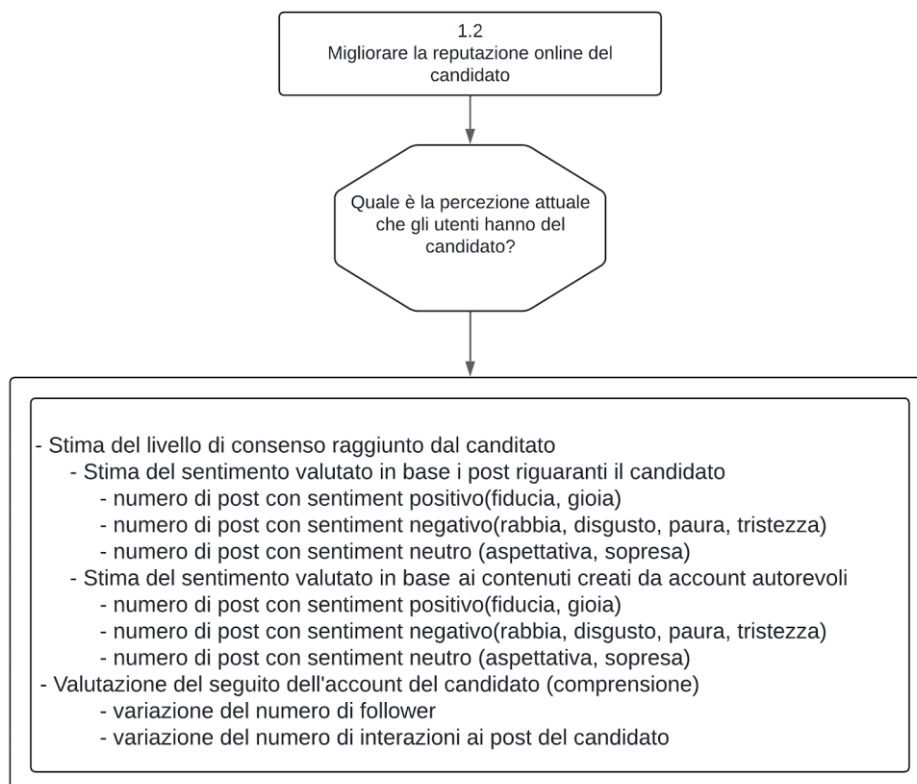 1.2
Migliorare la reputazione online del
candidato
Quale è la percezione attuale
che gli utenti hanno del
candidato?
- Stima del livello di consenso raggiunto dal canditato
- Stima del sentimento valutato in base i post riguaranti il candidato
- numero di post con sentiment positivo(fiducia, gioia)
- numero di post con sentiment negativo(rabbia, disgusto, paura, tristezza)
- numero di post con sentiment neutro (aspettativa, sopresa)
- Stima del sentimento valutato in base ai contenuti creati da account autorevoli
- numero di post con sentiment positivo(fiducia, gioia)
- numero di post con sentiment negativo(rabbia, disgusto, paura, tristezza)
- numero di post con sentiment neutro (aspettativa, sopresa)
- Valutazione del seguito dell'account del candidato (comprensione)
- variazione del numero di follower
- variazione del numero di interazioni ai post del candidato